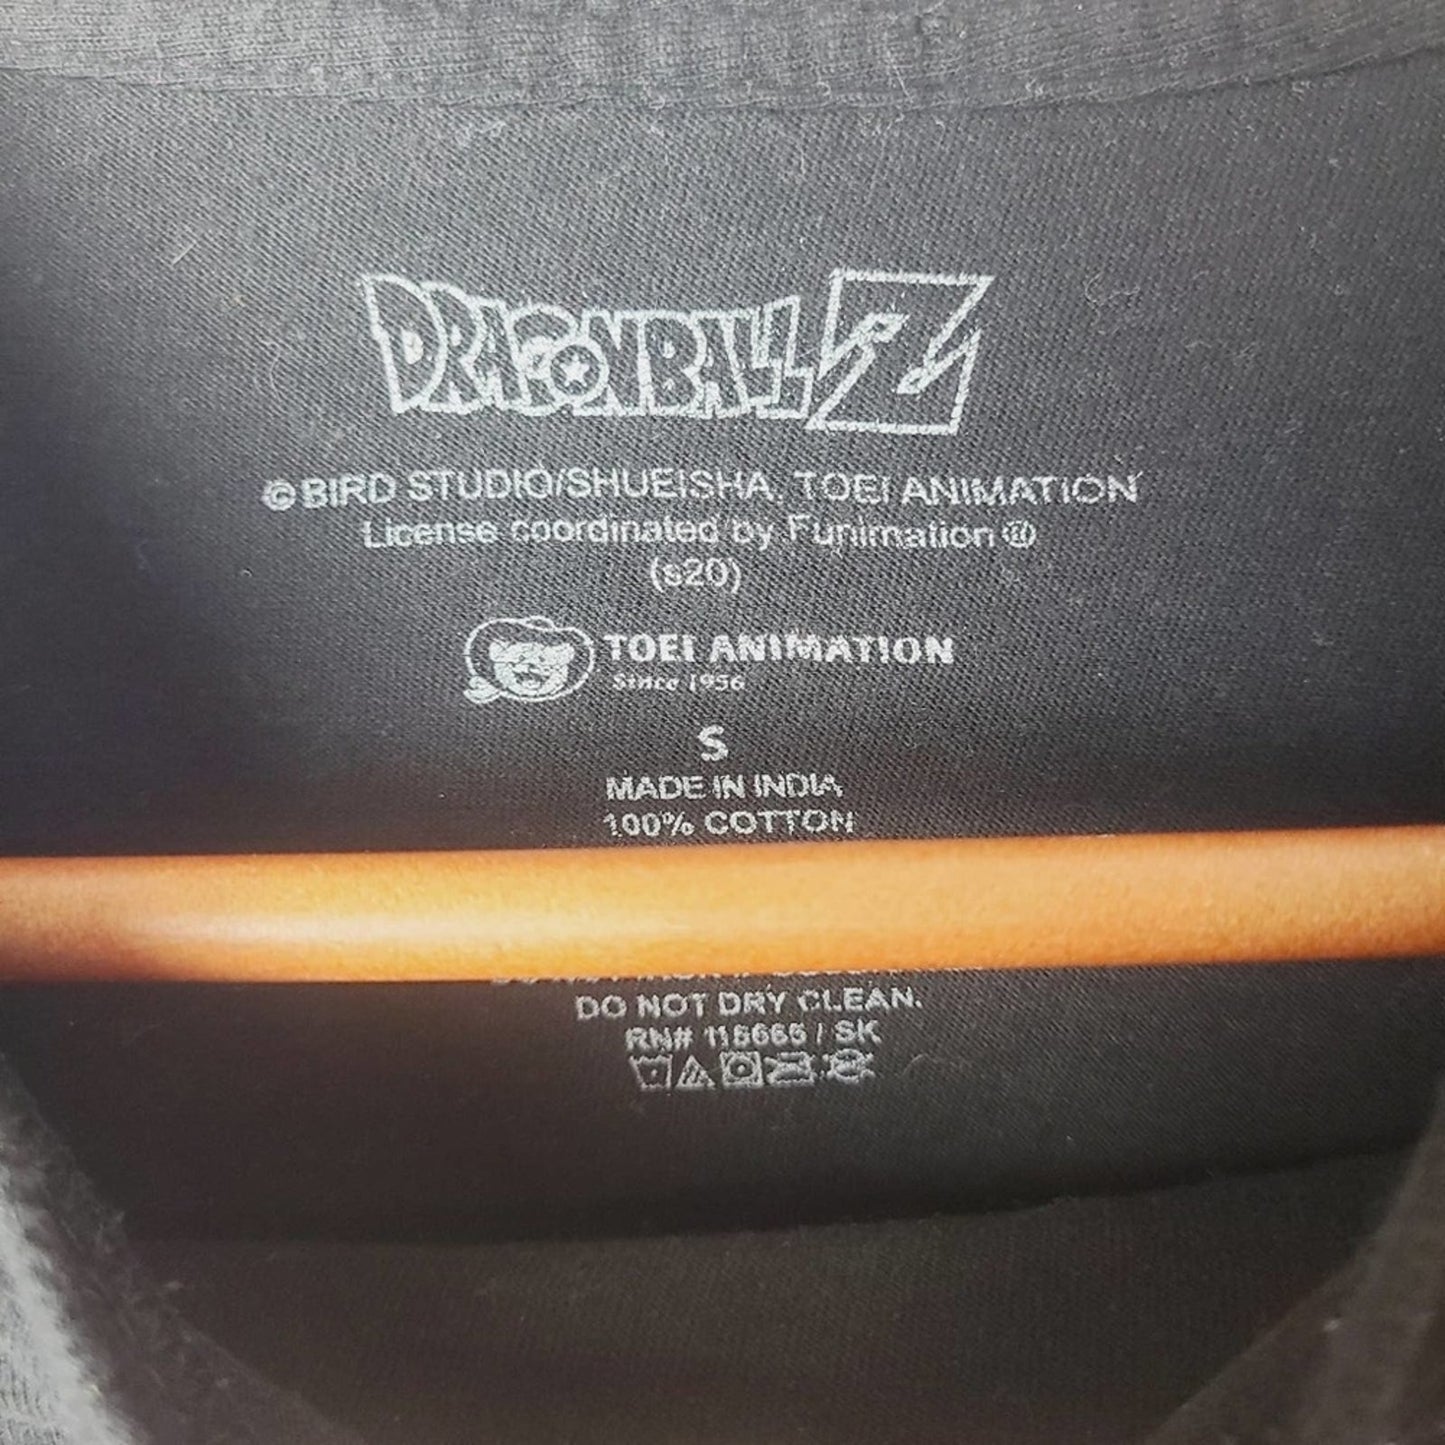 DRAGONBALL Z
© BIRD STUDIO/SHUEISHA, TOEI ANIMATION
License coordinated by Funimation ®
(s20)
TOEI ANIMATION
Since 1956
S
MADE IN INDIA
100% COTTON
DO NOT DRY CLEAN.
RN# 115665 / SK